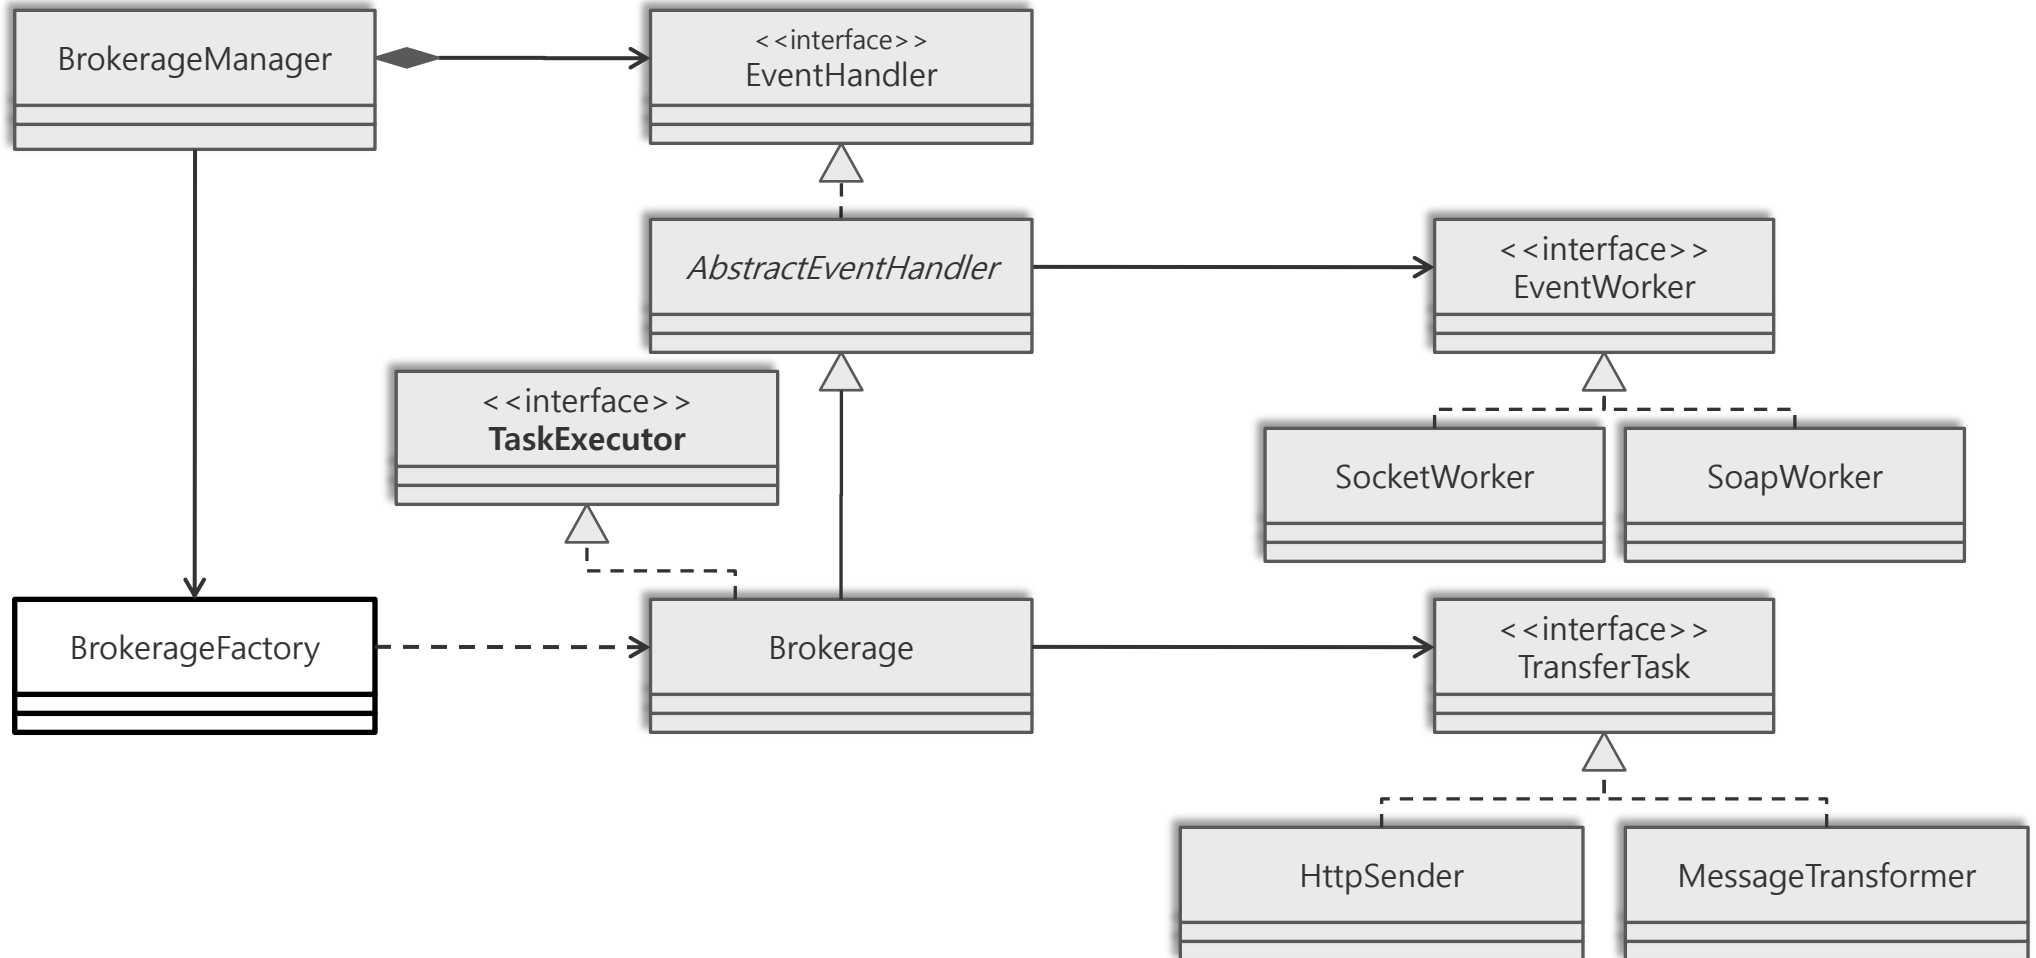 BrokerageManager
<<interface>>
EventHandler
AbstractEventHandler
<<interface>>
EventWorker
<<interface>>
TaskExecutor
SocketWorker
SoapWorker
BrokerageFactory
Brokerage
<<interface>>
TransferTask
HttpSender
MessageTransformer